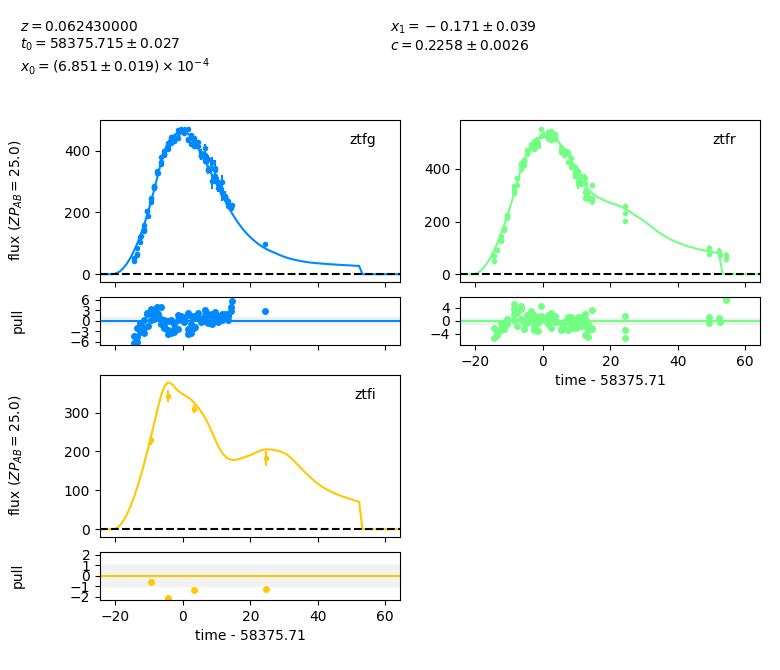 z = 0.062430000
t₀ = 58375.715 ± 0.027
x₀ = (6.851 ± 0.019) × 10⁻⁴
x₁ = −0.171 ± 0.039
c = 0.2258 ± 0.0026
ztfg
flux (ZP_AB = 25.0)
400
200
0
pull
6
3
0
−3
−6
ztfr
400
200
0
4
0
−4
−20 0 20 40 60
time - 58375.71
ztfi
flux (ZP_AB = 25.0)
300
200
100
0
pull
2
1
0
−1
−2
−20 0 20 40 60
time - 58375.71